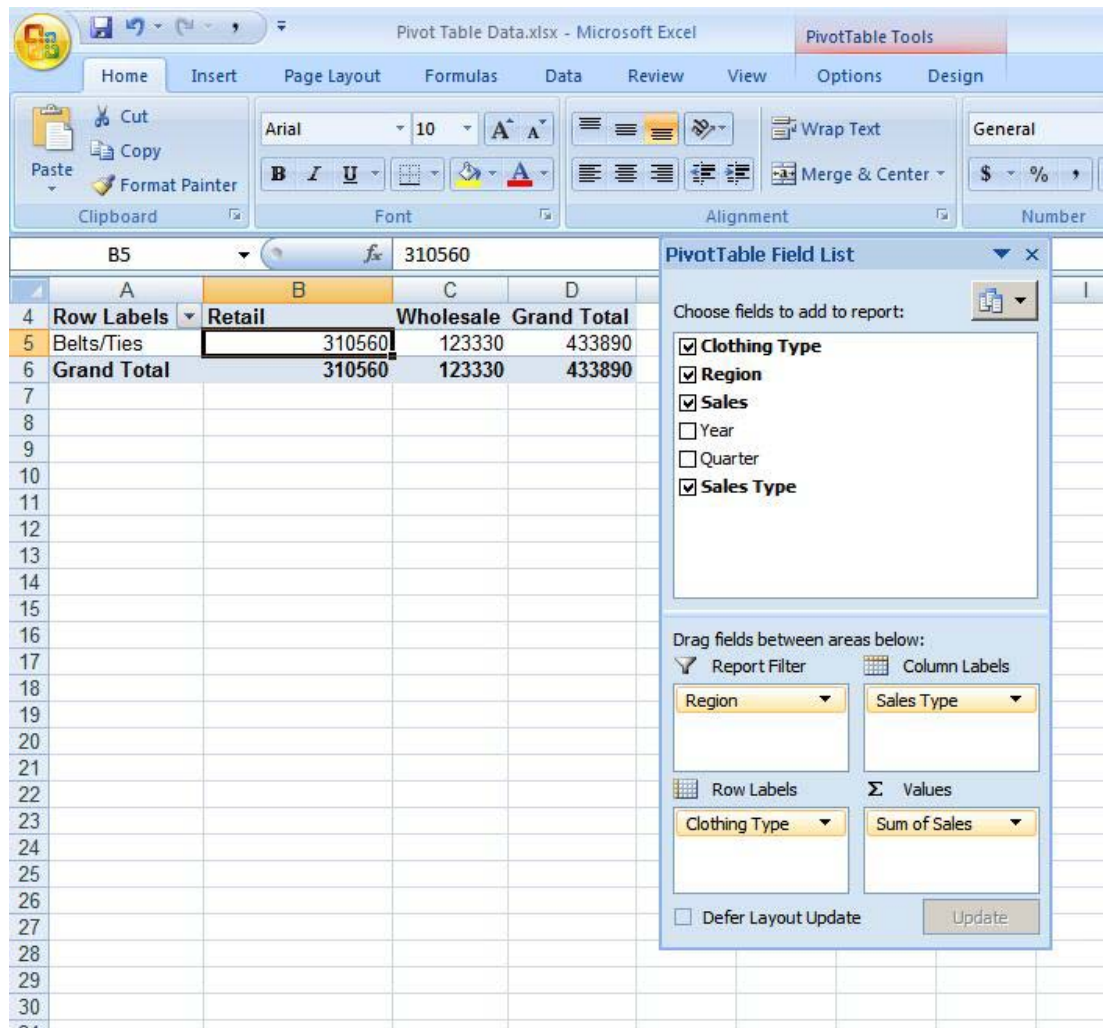 Pivot Table Data.xlsx - Microsoft Excel
PivotTable Tools
Home Insert Page Layout Formulas Data Review View Options Design
Paste
Cut
Copy
Format Painter
Clipboard
Arial 10 A A
B I U A
Font
Wrap Text
Merge & Center
Alignment
General
$ % ,
Number
B5 fx 310560
A B C D I
4 Row Labels Retail Wholesale Grand Total
5 Belts/Ties 310560 123330 433890
6 Grand Total 310560 123330 433890
7
8
9
10
11
12
13
14
15
16
17
18
19
20
21
22
23
24
25
26
27
28
29
30
PivotTable Field List
Choose fields to add to report:
Clothing Type
Region
Sales
Year
Quarter
Sales Type
Drag fields between areas below:
Report Filter Column Labels
Region Sales Type
Row Labels Σ Values
Clothing Type Sum of Sales
Defer Layout Update Update